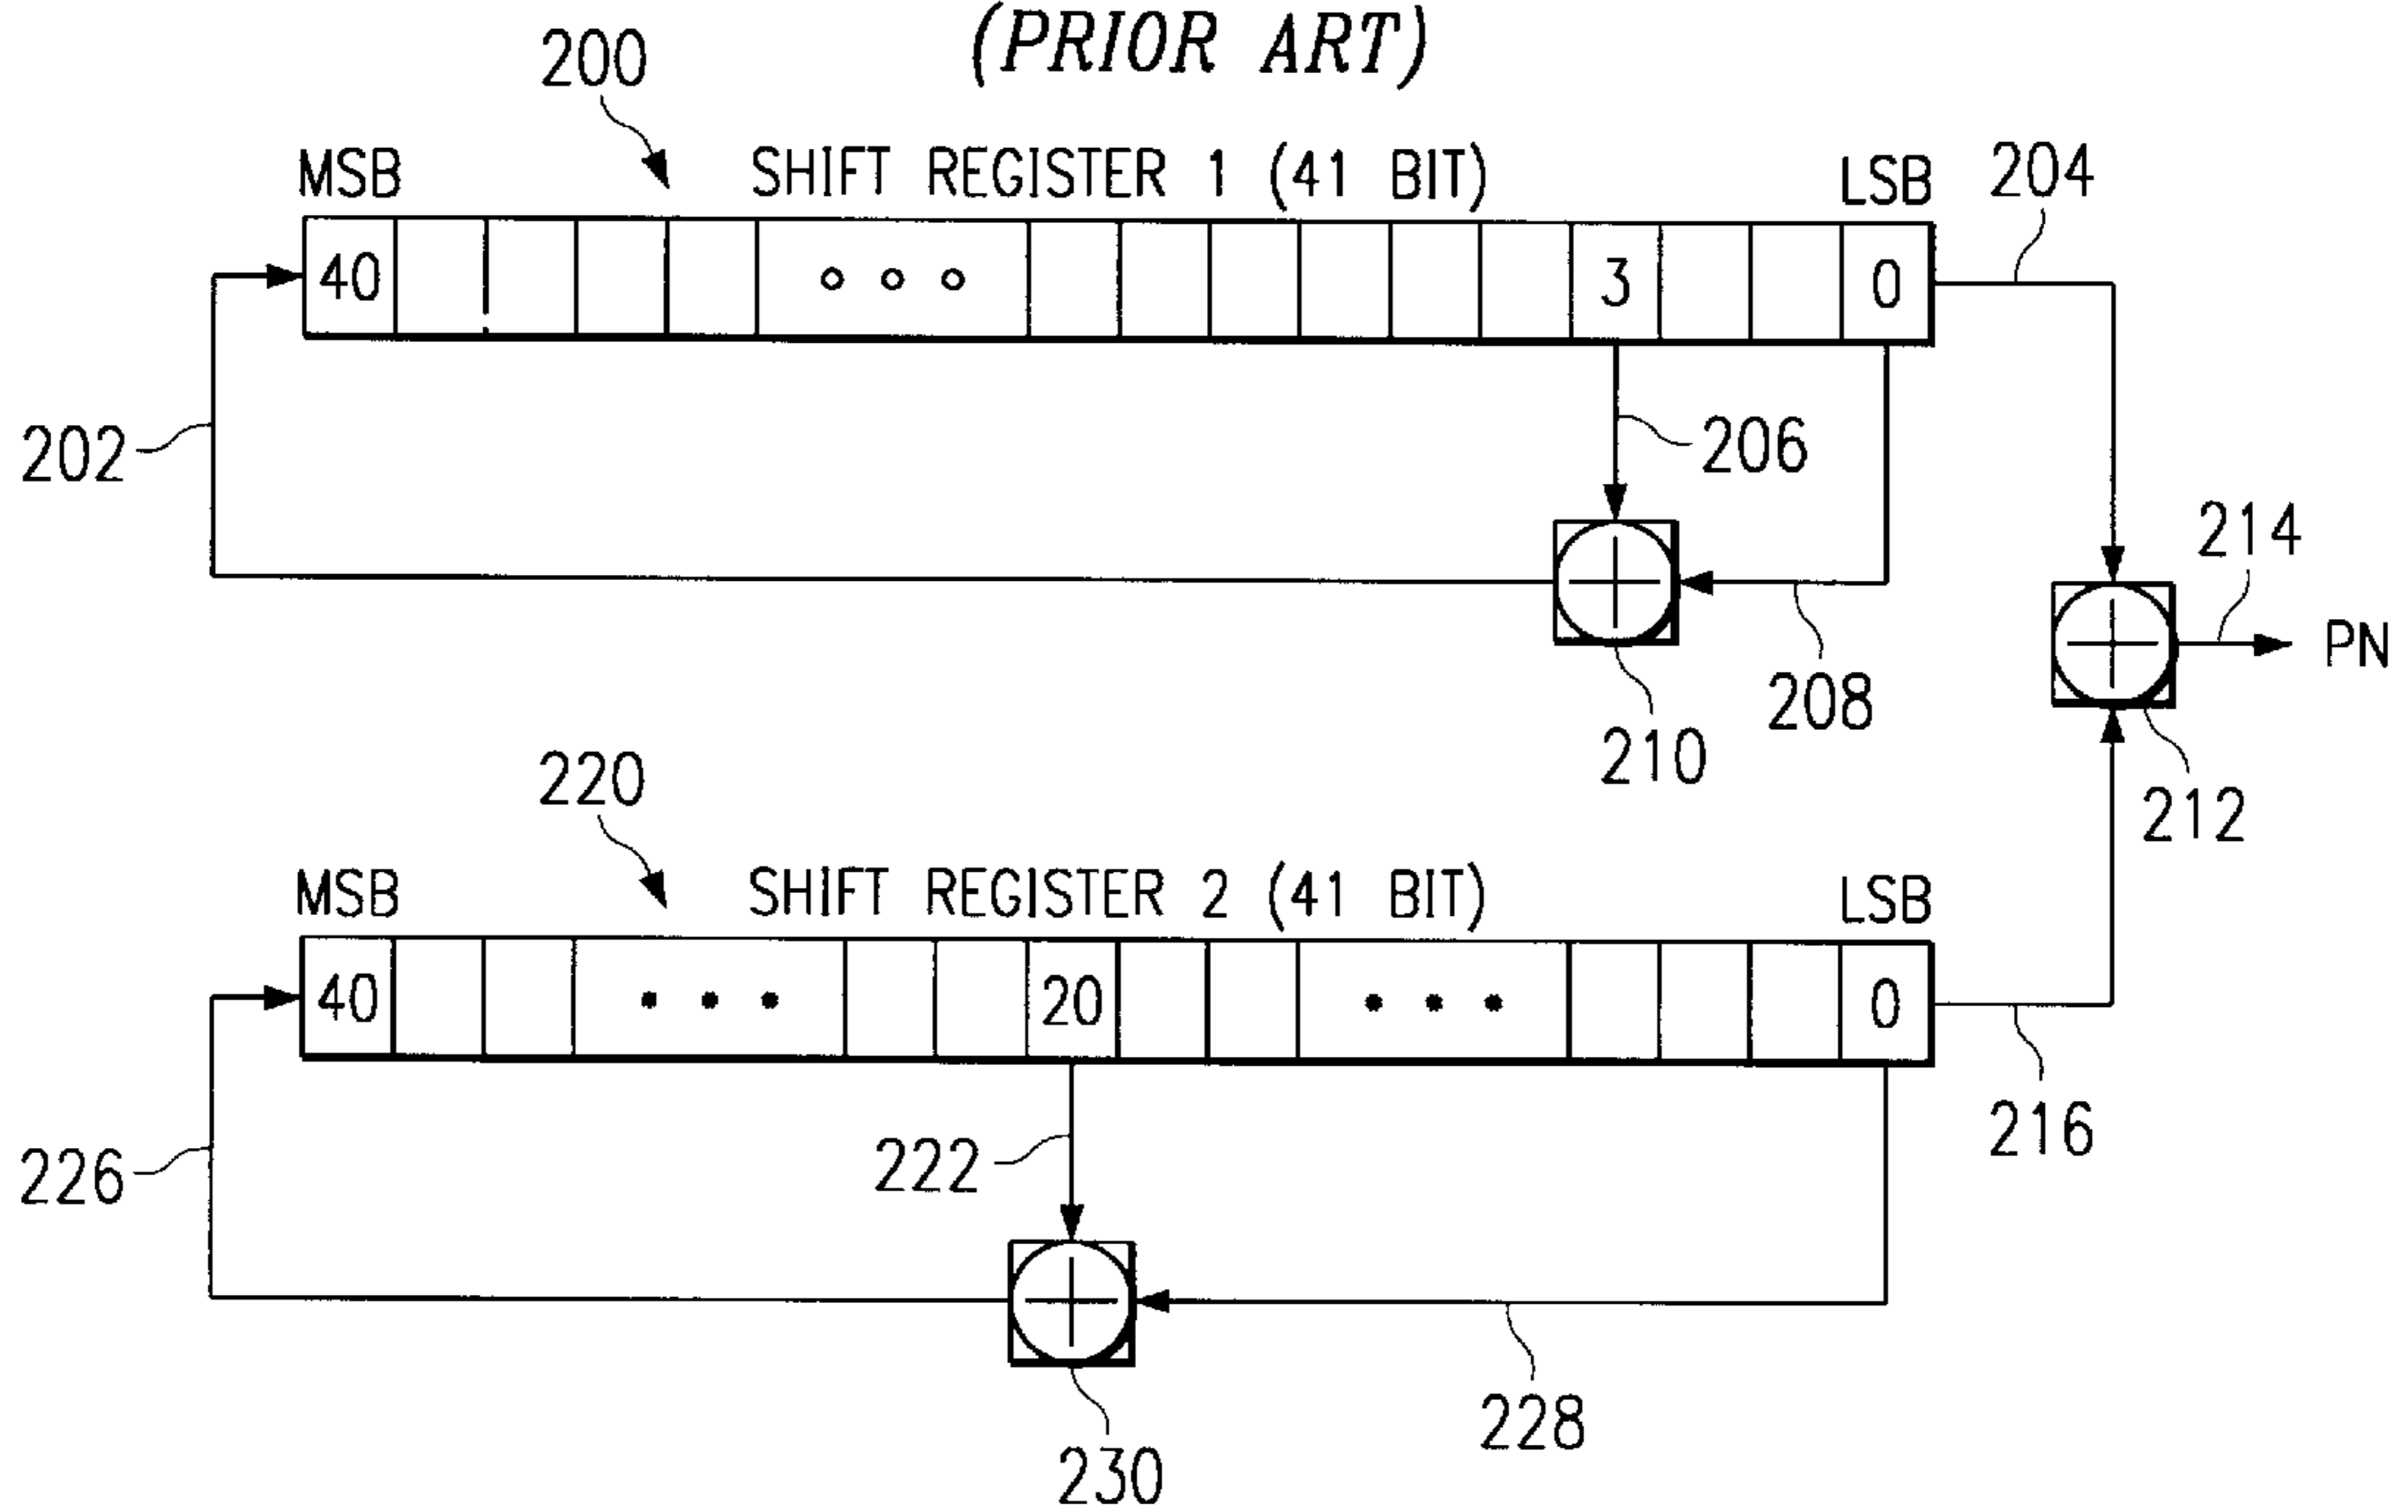 (PRIOR ART)
200
MSB SHIFT REGISTER 1 (41 BIT) LSB 204
40 3 0
202 206
208
210
214
PN
212
220
MSB SHIFT REGISTER 2 (41 BIT) LSB
40 20 0
226 222 216
228
230